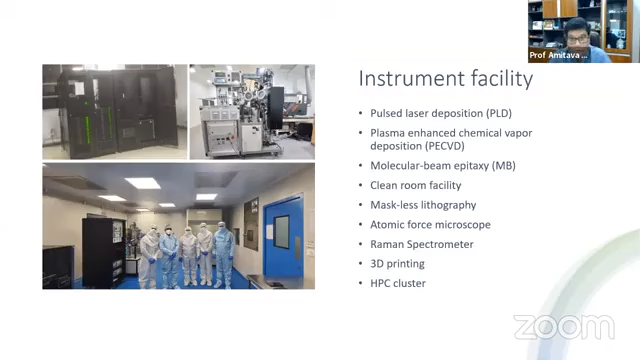 Prof Amitava
Instrument facility
• Pulsed laser deposition (PLD)
• Plasma enhanced chemical vapor
deposition (PECVD)
• Molecular-beam epitaxy (MB)
• Clean room facility
• Mask-less lithography
• Atomic force microscope
• Raman Spectrometer
• 3D printing
• HPC cluster
zoom